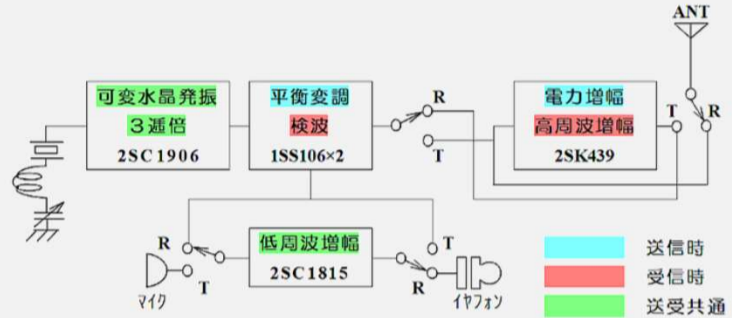 ANT
可変水晶発振
3逓倍
2SC1906
平衡変調
検波
1SS106×2
R
T
電力増幅
高周波増幅
2SK439
T
R
R
T
マイク
低周波増幅
2SC1815
T
R
イヤフォン
送信時
受信時
送受共通